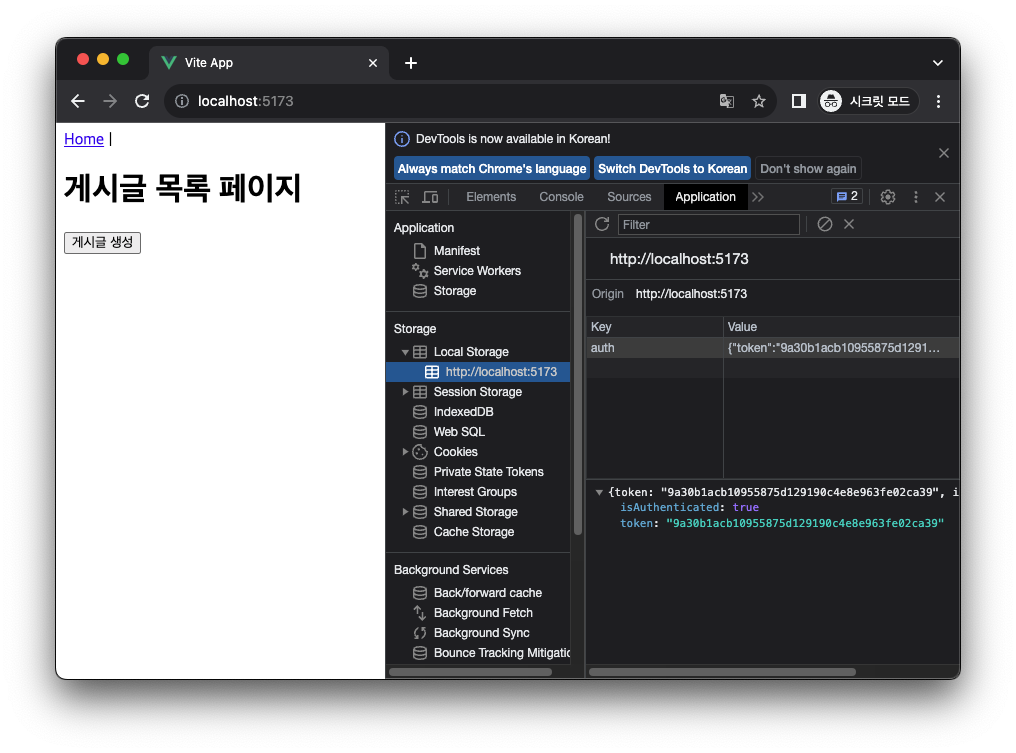 Vite App
localhost:5173
시크릿 모드
Home |
게시글 목록 페이지
게시글 생성
DevTools is now available in Korean!
Always match Chrome's language
Switch DevTools to Korean
Don't show again
Elements
Console
Sources
Application
2
Application
Manifest
Service Workers
Storage
Storage
Local Storage
http://localhost:5173
Session Storage
IndexedDB
Web SQL
Cookies
Private State Tokens
Interest Groups
Shared Storage
Cache Storage
Background Services
Back/forward cache
Background Fetch
Background Sync
Bounce Tracking Mitigatio
Filter
http://localhost:5173
Origin http://localhost:5173
Key Value
auth {"token":"9a30b1acb10955875d1291…
{token: "9a30b1acb10955875d129190c4e8e963fe02ca39", i
isAuthenticated: true
token: "9a30b1acb10955875d129190c4e8e963fe02ca39"